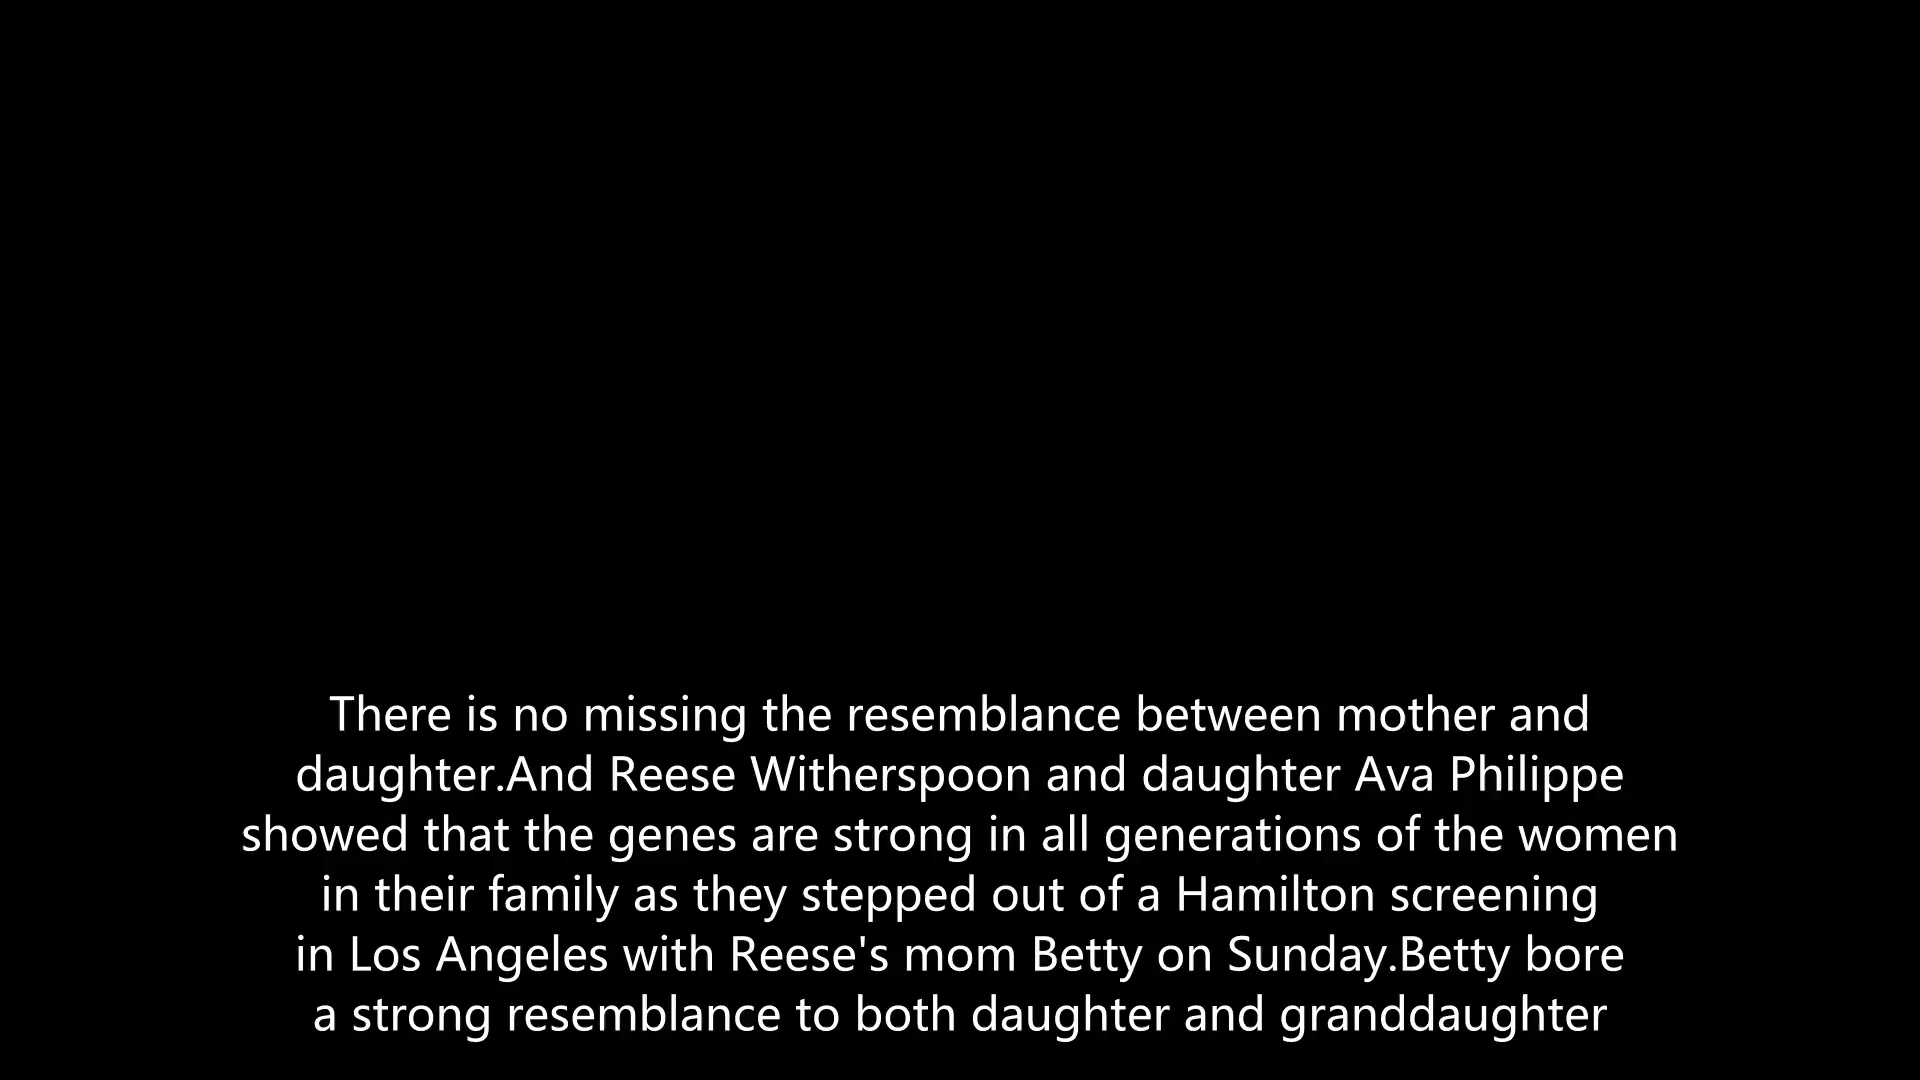 There is no missing the resemblance between mother and
daughter.And Reese Witherspoon and daughter Ava Philippe
showed that the genes are strong in all generations of the women
in their family as they stepped out of a Hamilton screening
in Los Angeles with Reese's mom Betty on Sunday.Betty bore
a strong resemblance to both daughter and granddaughter